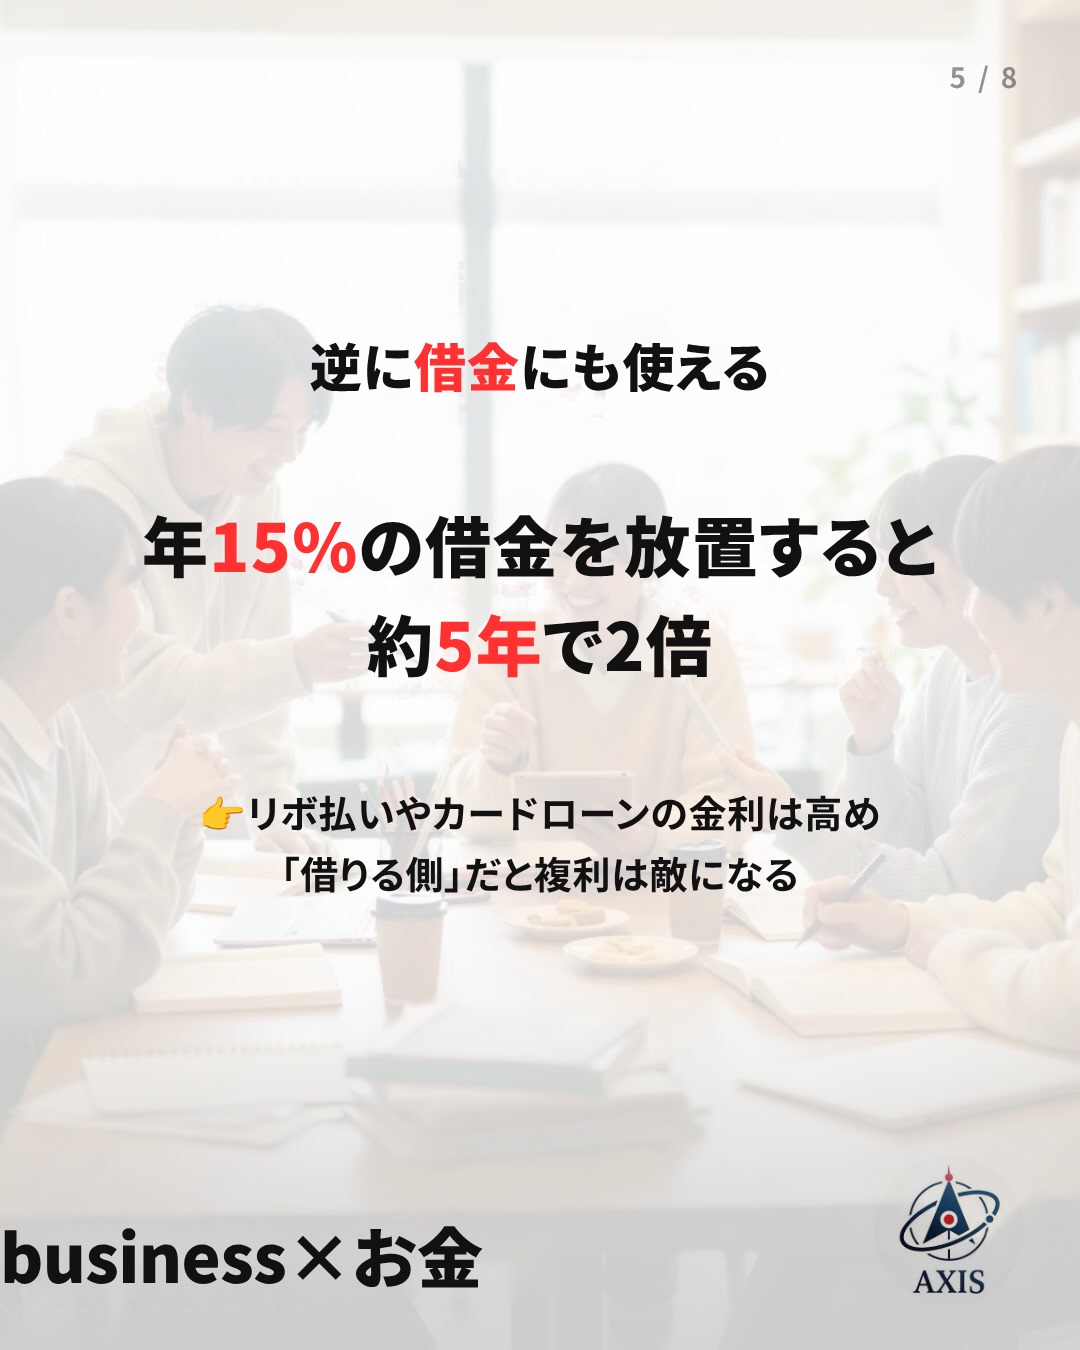 5 / 8
逆に借金にも使える
年15%の借金を放置すると
約5年で2倍
👉リボ払いやカードローンの金利は高め
「借りる側」だと複利は敵になる
business×お金
AXIS